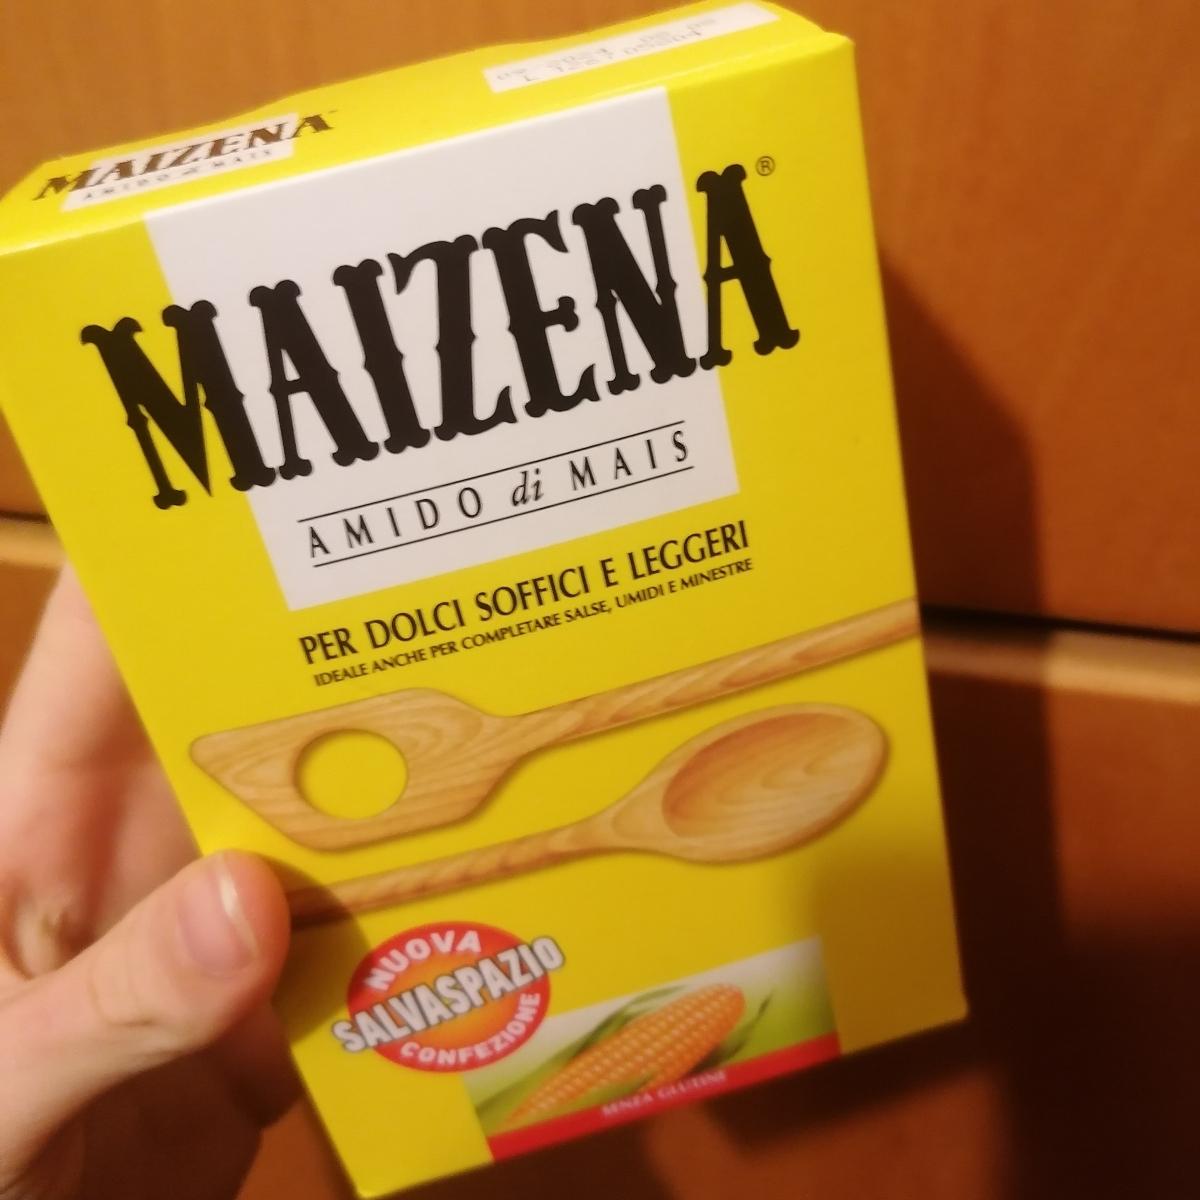 MAIZENA
AMIDO di MAIS
MAIZENA®
AMIDO di MAIS
PER DOLCI SOFFICI E LEGGERI
IDEALE ANCHE PER COMPLETARE SALSE, UMIDI E MINESTRE
NUOVA
SALVASPAZIO
CONFEZIONE
SENZA GLUTINE